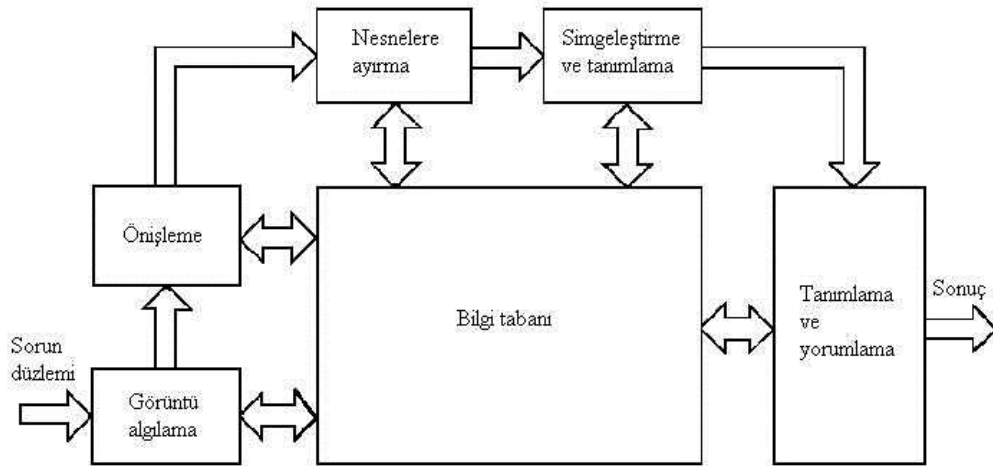 Nesnelere
ayırma
Simgeleştirme
ve tanımlama
Önişleme
Bilgi tabanı
Tanımlama
ve
yorumlama
Sonuç
Sorun
düzlemi
Görüntü
algılama